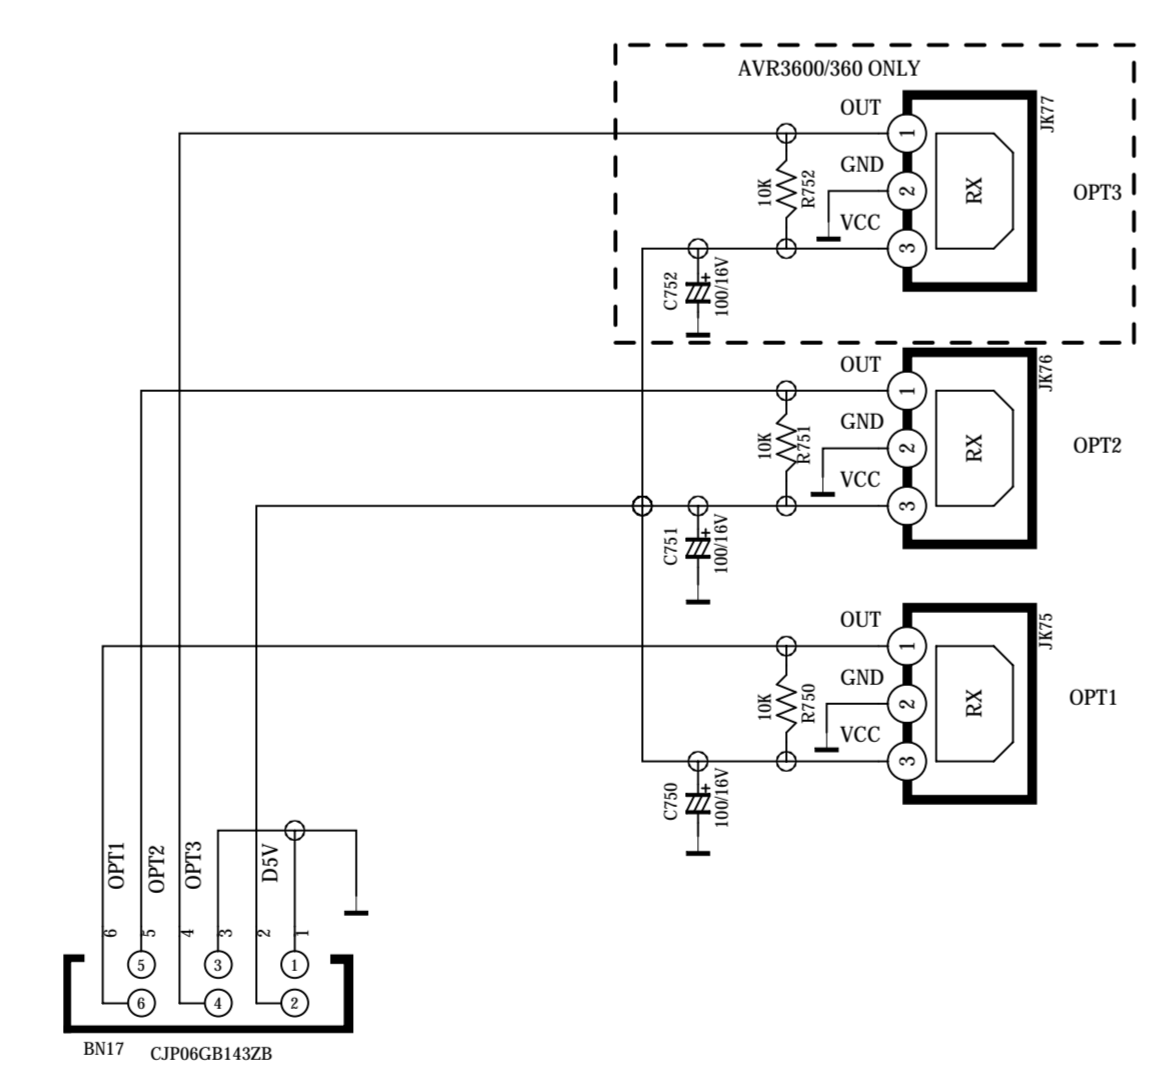 AVR3600/360 ONLY
OUT
1
JK77
GND
2
10K
R752
RX
OPT3
VCC
3
C752
+
100/16V
OUT
1
JK76
GND
2
10K
R751
RX
OPT2
VCC
3
C751
+
100/16V
OUT
1
JK75
GND
2
10K
R750
RX
OPT1
VCC
3
C750
+
100/16V
OPT1
OPT2
OPT3
D5V
6
5
4
3
2
1
5
3
1
6
4
2
BN17
CJP06GB143ZB